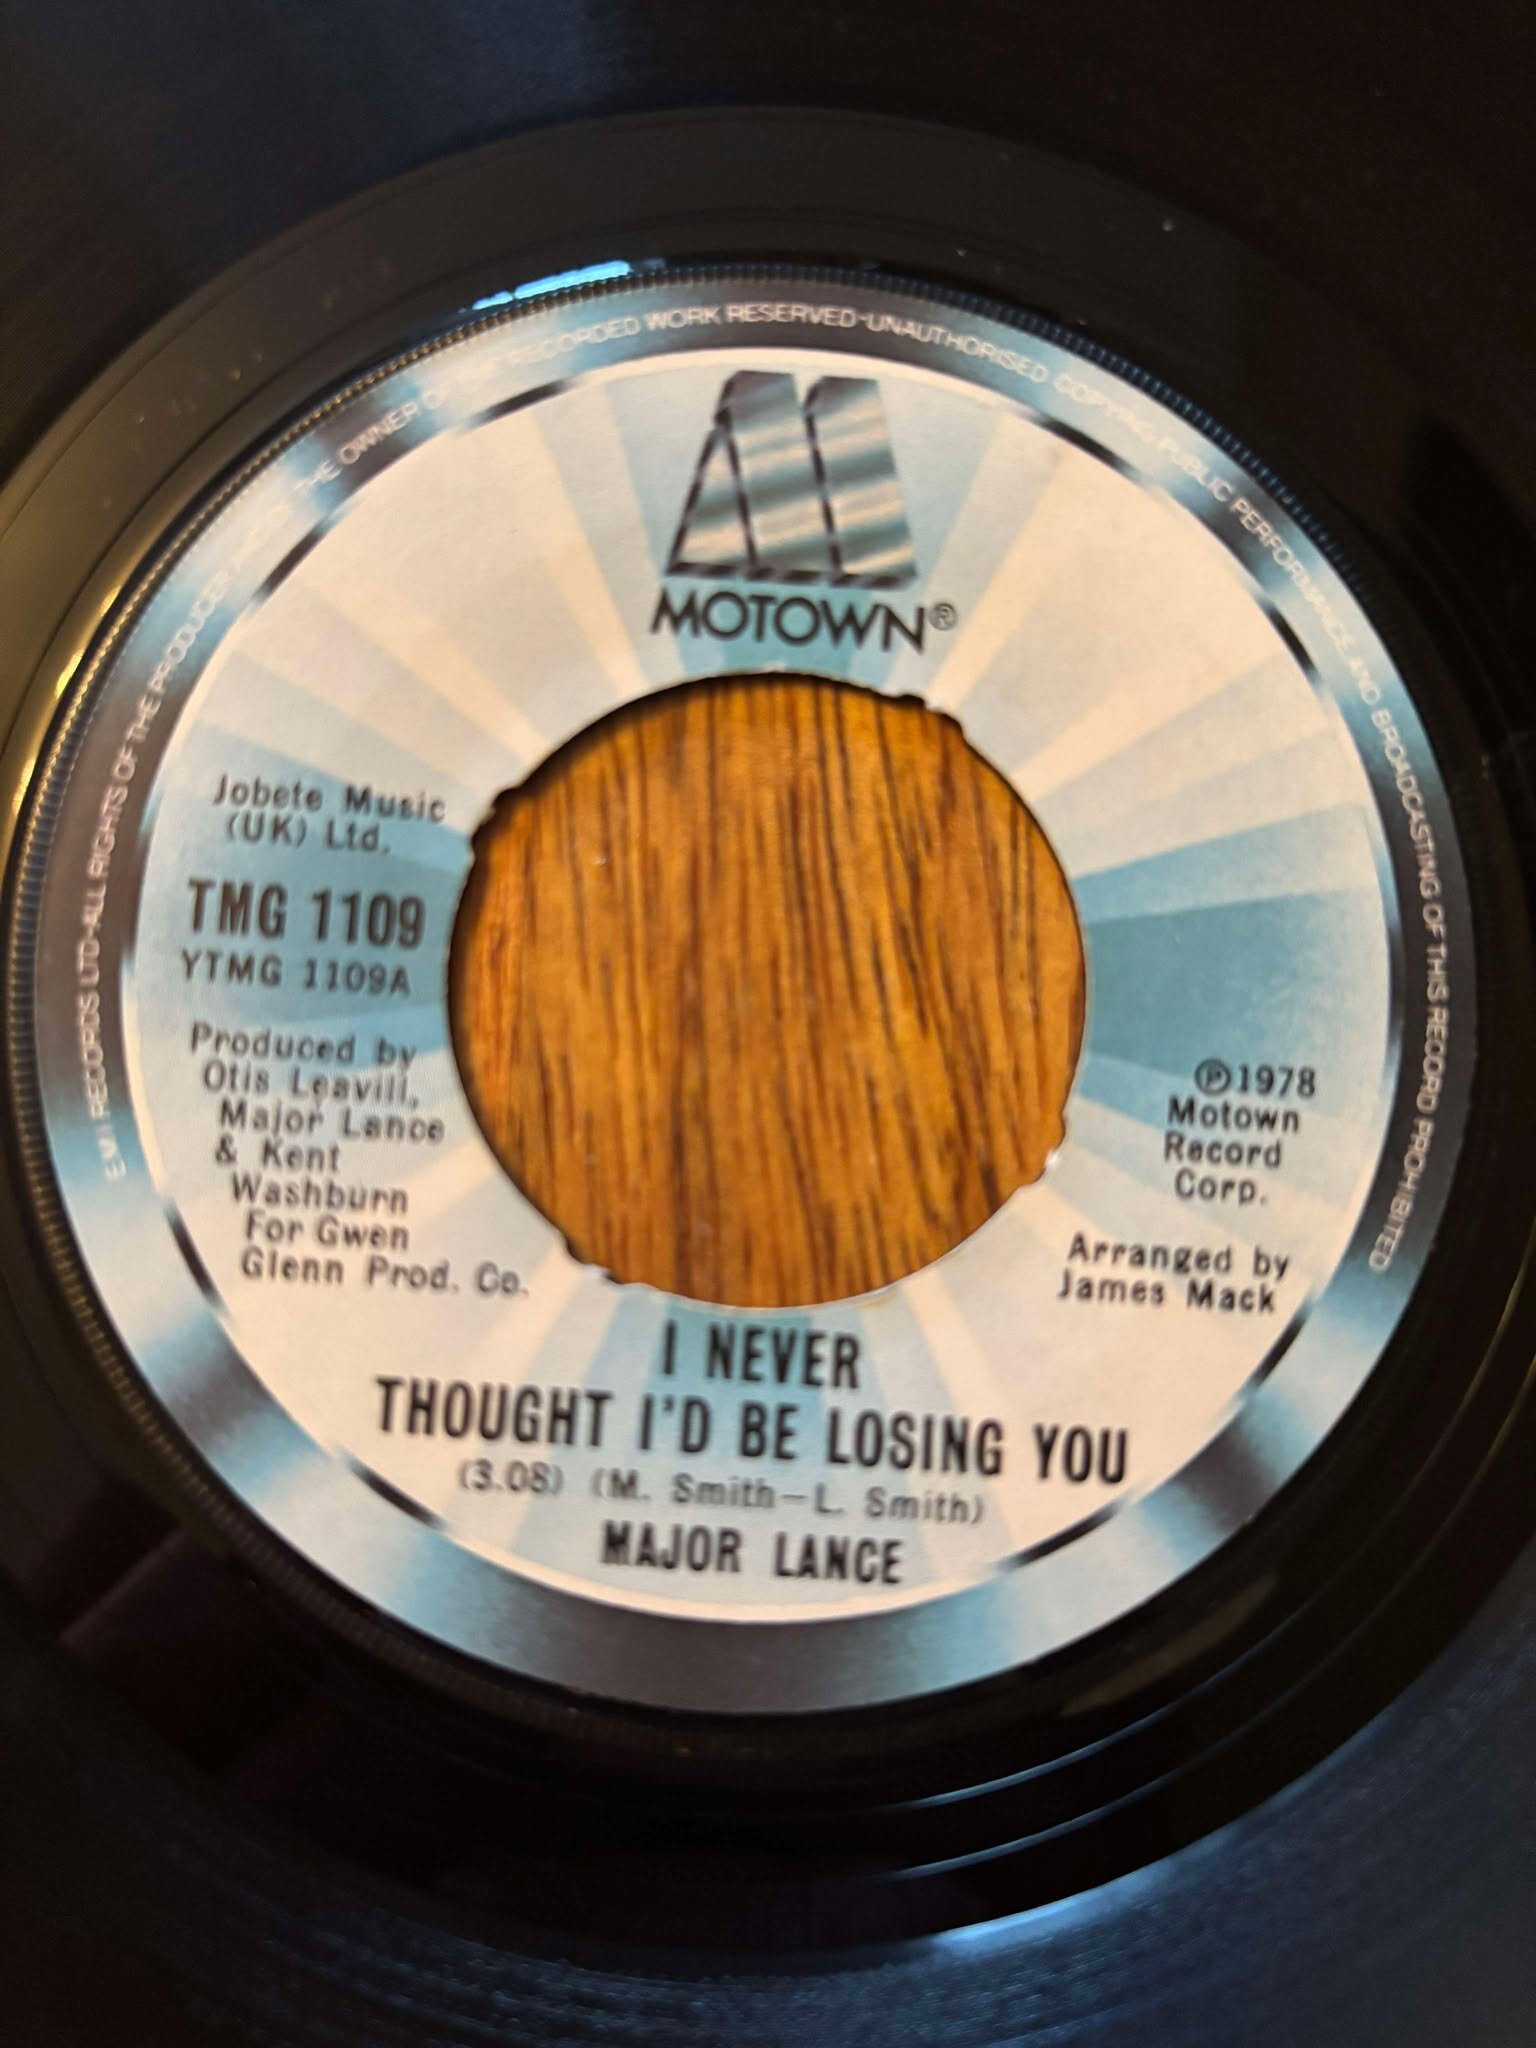 E.M.I RECORDS LTD-ALL RIGHTS OF THE PRODUCER AND OF THE OWNER OF THE RECORDED WORK RESERVED-UNAUTHORISED COPYING, PUBLIC PERFORMANCE AND BROADCASTING OF THIS RECORD PROHIBITED
MOTOWN®
Jobete Music
(UK) Ltd.
TMG 1109
YTMG 1109A
Produced by
Otis Leavill,
Major Lance
& Kent
Washburn
For Gwen
Glenn Prod. Co.
℗1978
Motown
Record
Corp.
Arranged by
James Mack
I NEVER
THOUGHT I'D BE LOSING YOU
(3.08) (M. Smith–L. Smith)
MAJOR LANCE